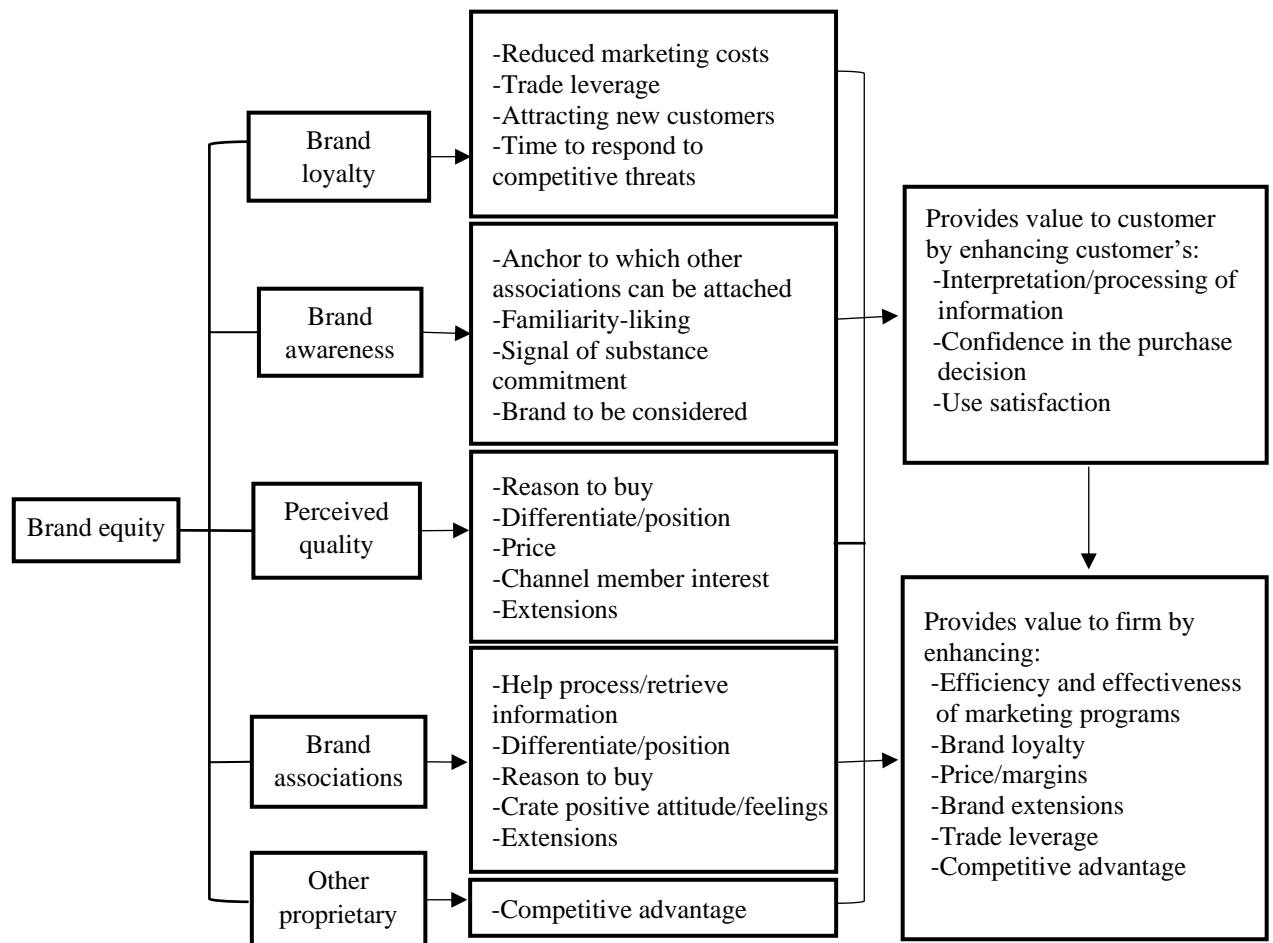 Brand equity
Brand
loyalty
-Reduced marketing costs
-Trade leverage
-Attracting new customers
-Time to respond to
competitive threats
Brand
awareness
-Anchor to which other
associations can be attached
-Familiarity-liking
-Signal of substance
commitment
-Brand to be considered
Perceived
quality
-Reason to buy
-Differentiate/position
-Price
-Channel member interest
-Extensions
Brand
associations
-Help process/retrieve
information
-Differentiate/position
-Reason to buy
-Crate positive attitude/feelings
-Extensions
Other
proprietary
-Competitive advantage
Provides value to customer
by enhancing customer’s:
-Interpretation/processing of
information
-Confidence in the purchase
decision
-Use satisfaction
Provides value to firm by
enhancing:
-Efficiency and effectiveness
of marketing programs
-Brand loyalty
-Price/margins
-Brand extensions
-Trade leverage
-Competitive advantage